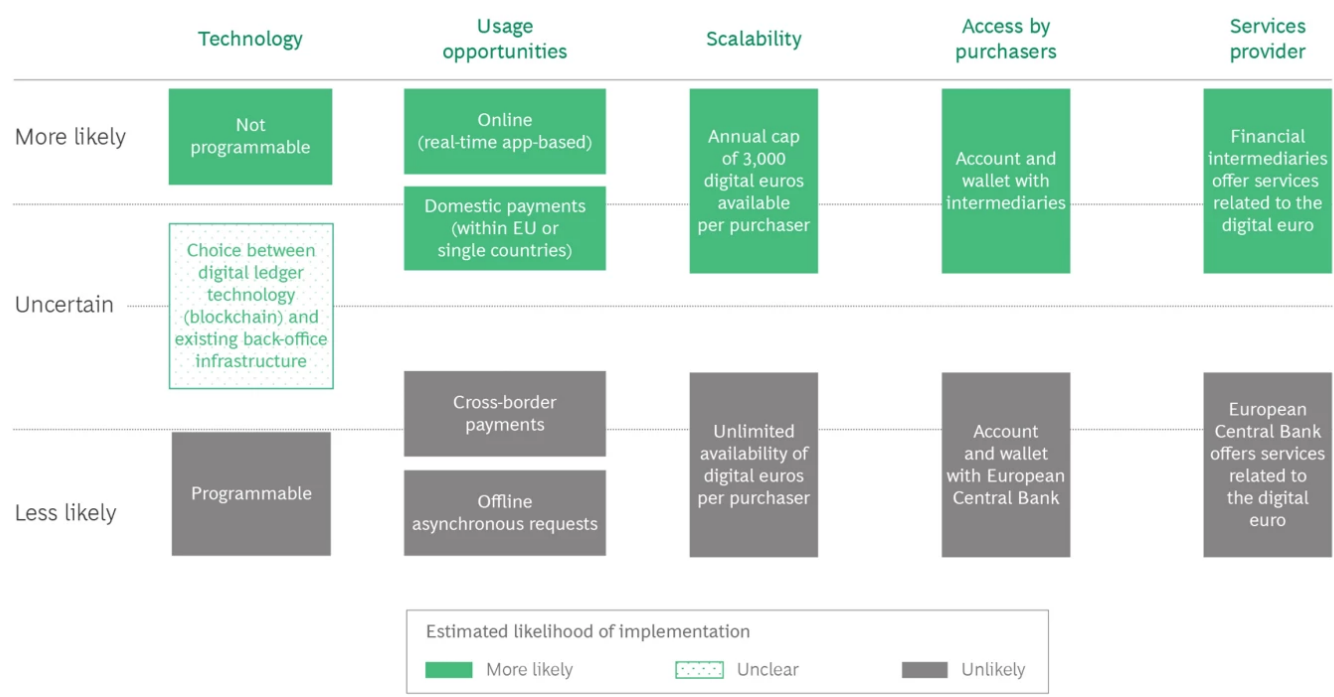 Technology
Usage
opportunities
Scalability
Access by
purchasers
Services
provider
More likely
Not
programmable
Online
(real-time app-based)
Domestic payments
(within EU or
single countries)
Annual cap
of 3,000
digital euros
available
per purchaser
Account and
wallet with
intermediaries
Financial
intermediaries
offer services
related to the
digital euro
Uncertain
Choice between
digital ledger
technology
(blockchain) and
existing back-office
infrastructure
Less likely
Programmable
Cross-border
payments
Offline
asynchronous requests
Unlimited
availability of
digital euros
per purchaser
Account
and wallet
with European
Central Bank
European
Central Bank
offers services
related to
the digital
euro
Estimated likelihood of implementation
More likely
Unclear
Unlikely